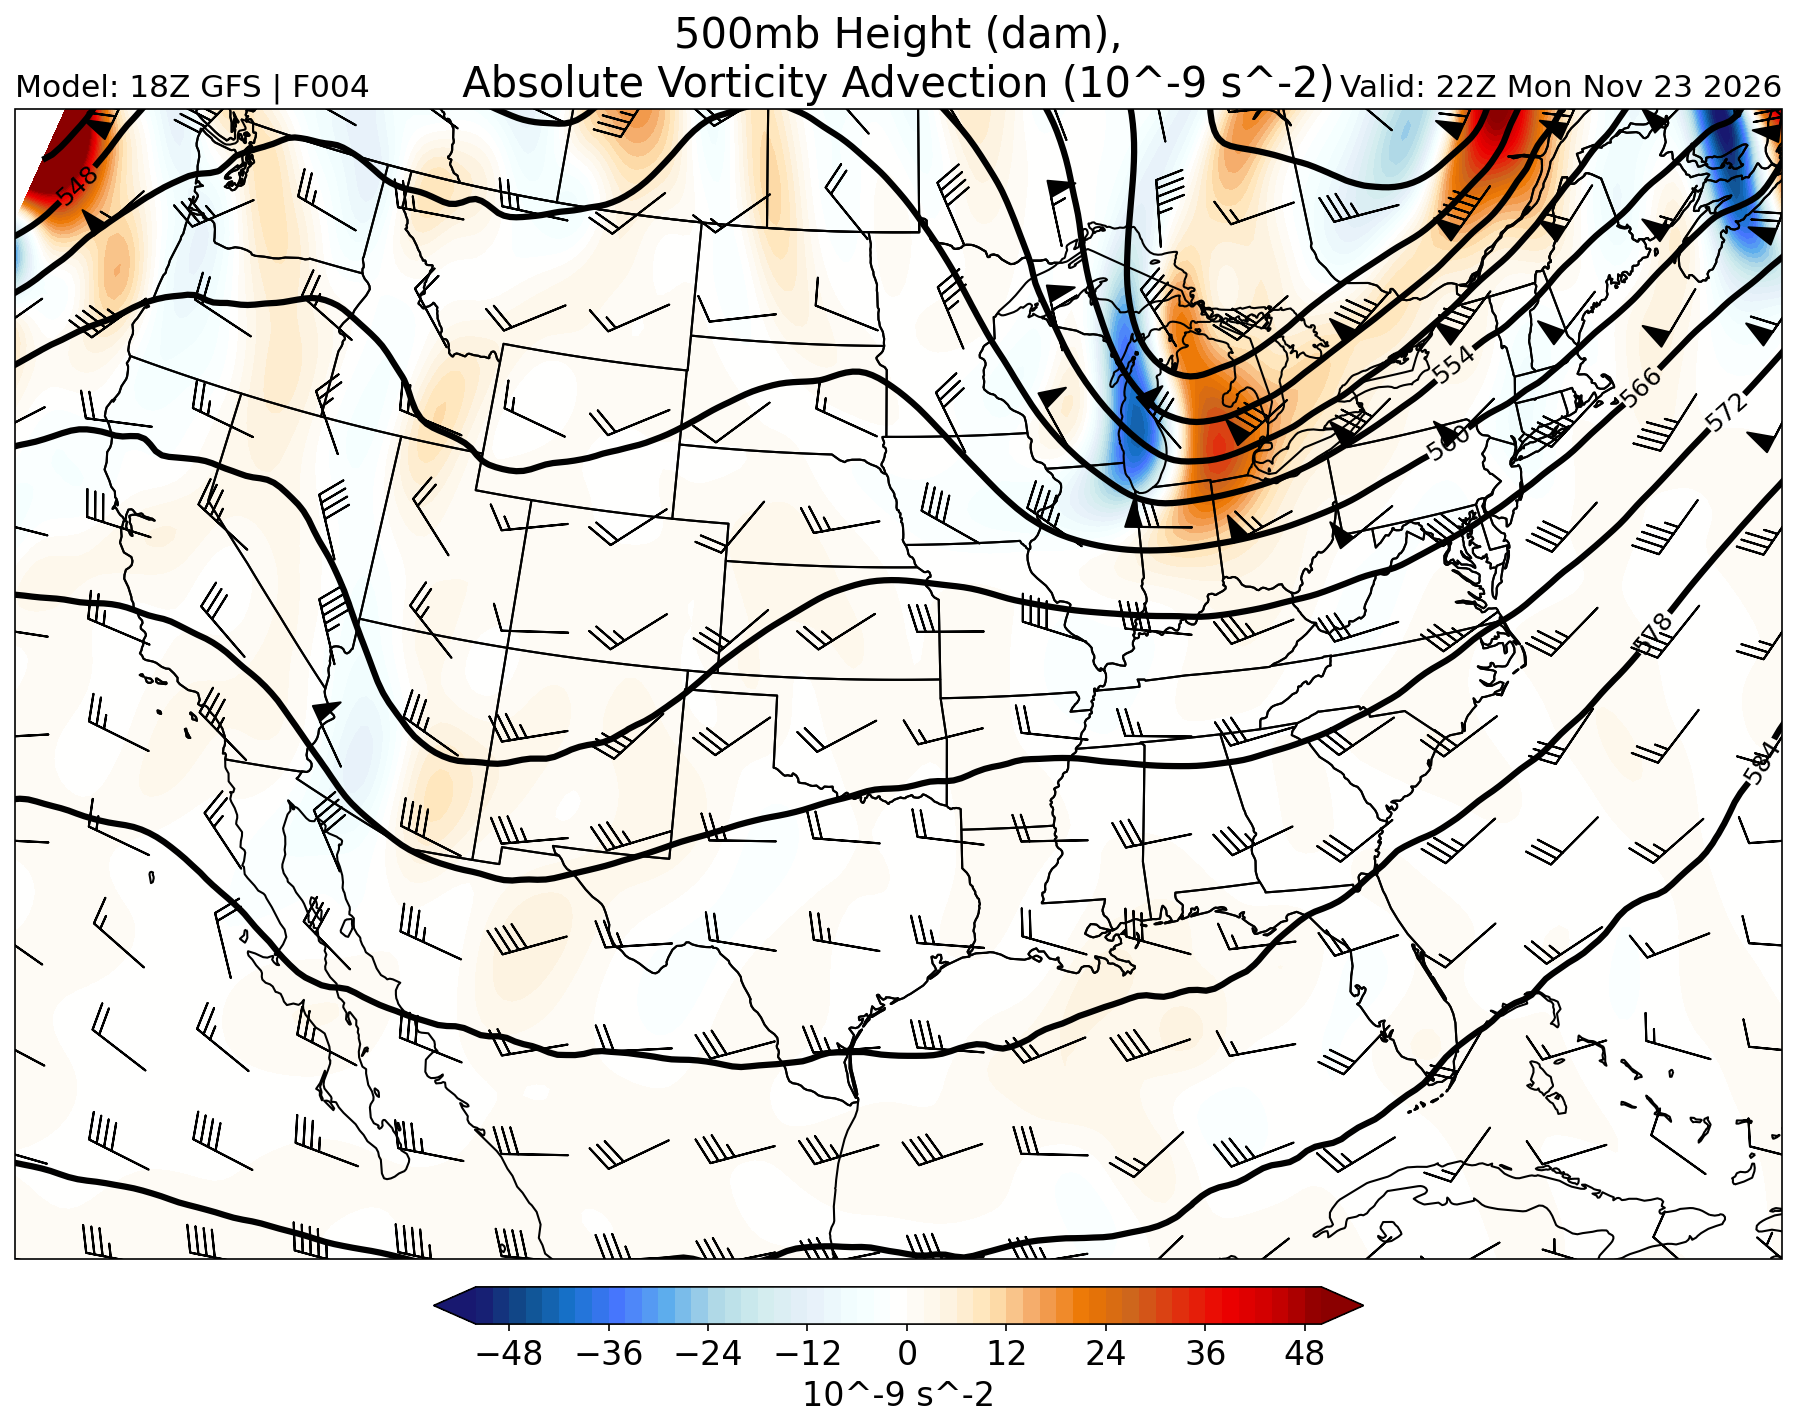 500mb Height (dam),
Model: 18Z GFS | F004
Absolute Vorticity Advection (10^-9 s^-2)
Valid: 22Z Mon Nov 23 2026
548
554
560
566
572
578
584
−48 −36 −24 −12 0 12 24 36 48
10^-9 s^-2